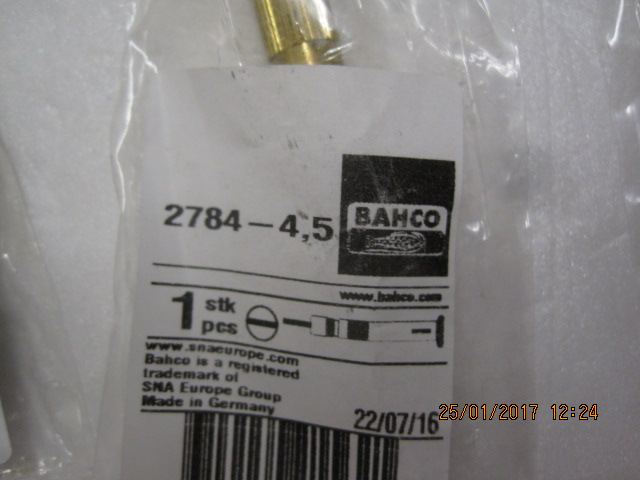 2784-4,5
BAHCO
www.bahco.com
1 stk
pcs
www.snaeurope.com
Bahco is a registered
trademark of
SNA Europe Group
Made in Germany
22/07/16
25/01/2017 12:24